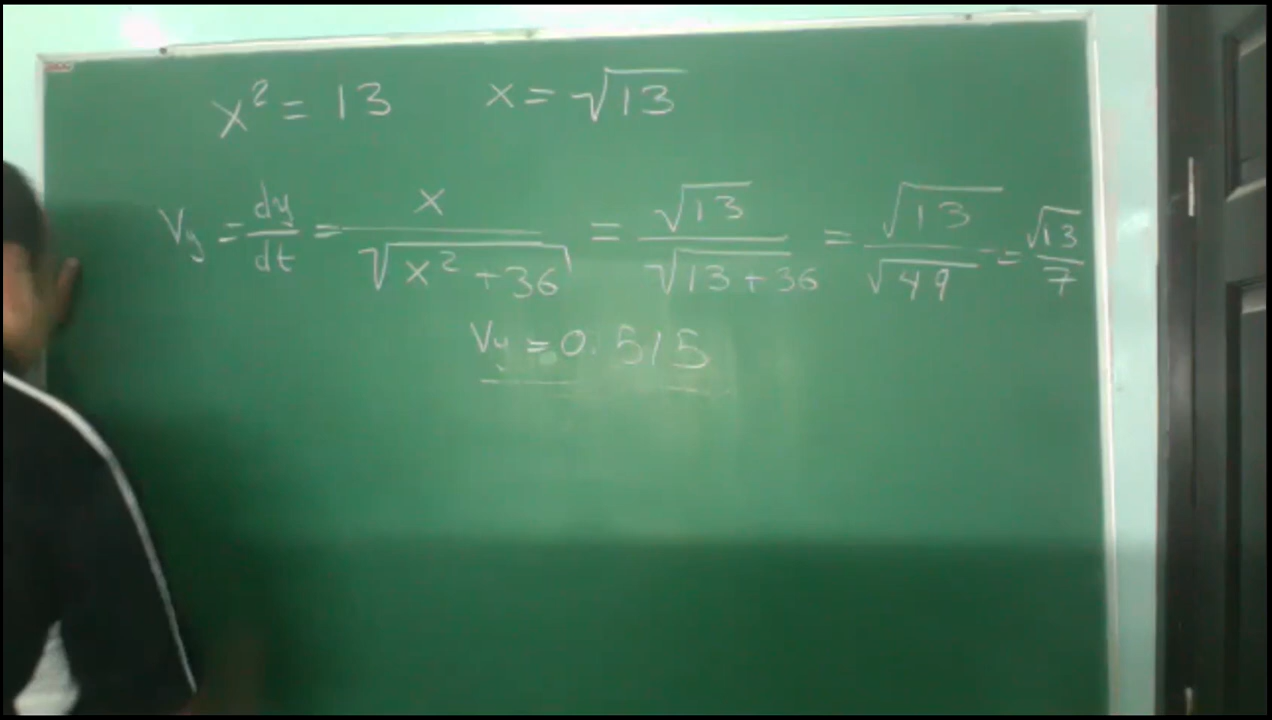 x² = 13 x = √13
Vy = dy/dt = x/√(x² + 36) = √13/√(13 + 36) = √13/√49 = √13/7
Vy = 0.515